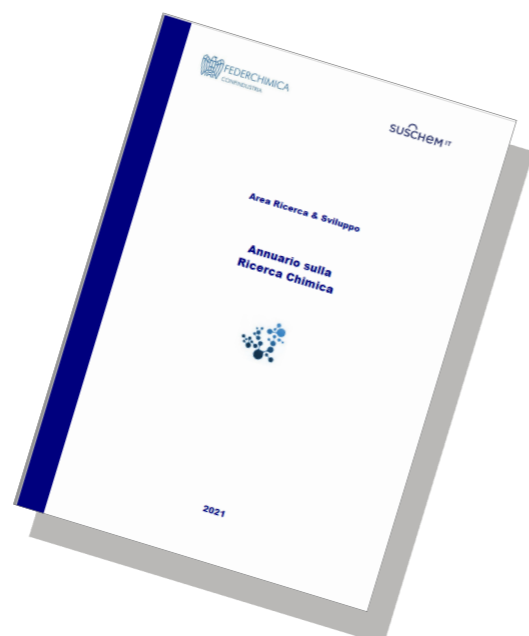 FEDERCHIMICA
CONFINDUSTRIA
SUSCHEM IT
Area Ricerca & Sviluppo
Annuario sulla
Ricerca Chimica
2021